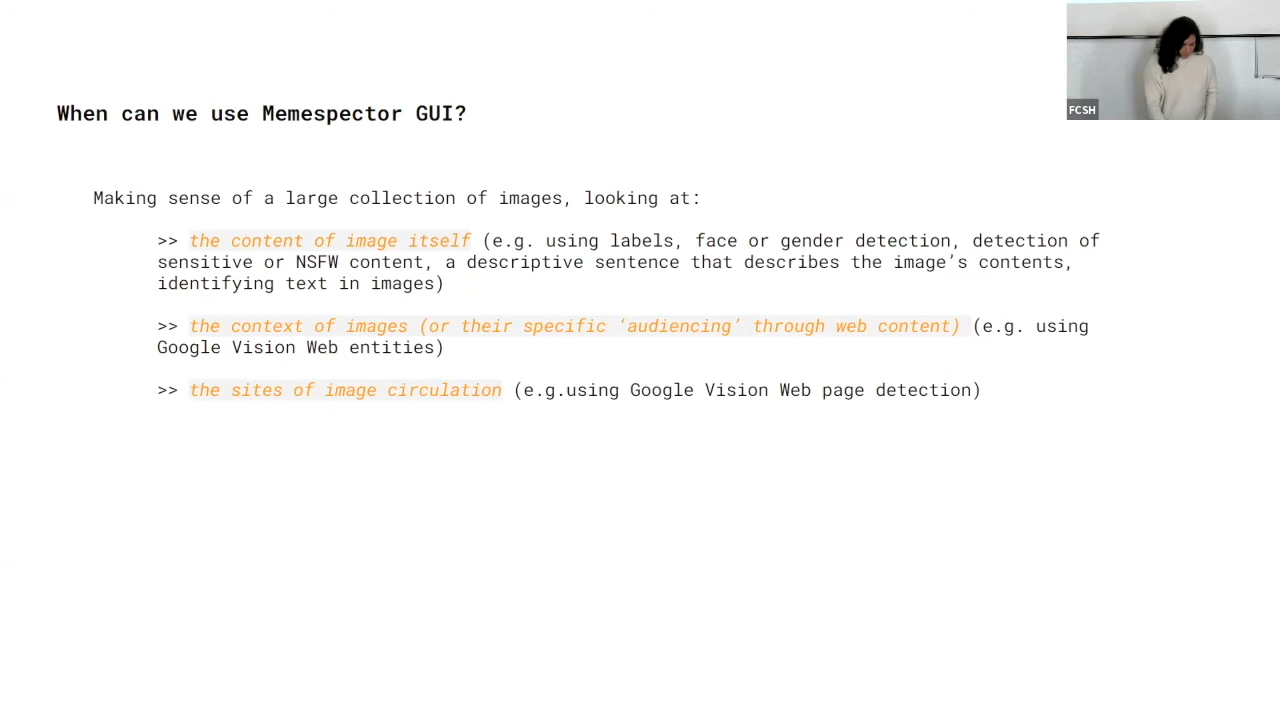 When can we use Memespector GUI?
FCSH
Making sense of a large collection of images, looking at:
>> the content of image itself (e.g. using labels, face or gender detection, detection of
sensitive or NSFW content, a descriptive sentence that describes the image’s contents,
identifying text in images)
>> the context of images (or their specific ‘audiencing’ through web content) (e.g. using
Google Vision Web entities)
>> the sites of image circulation (e.g.using Google Vision Web page detection)